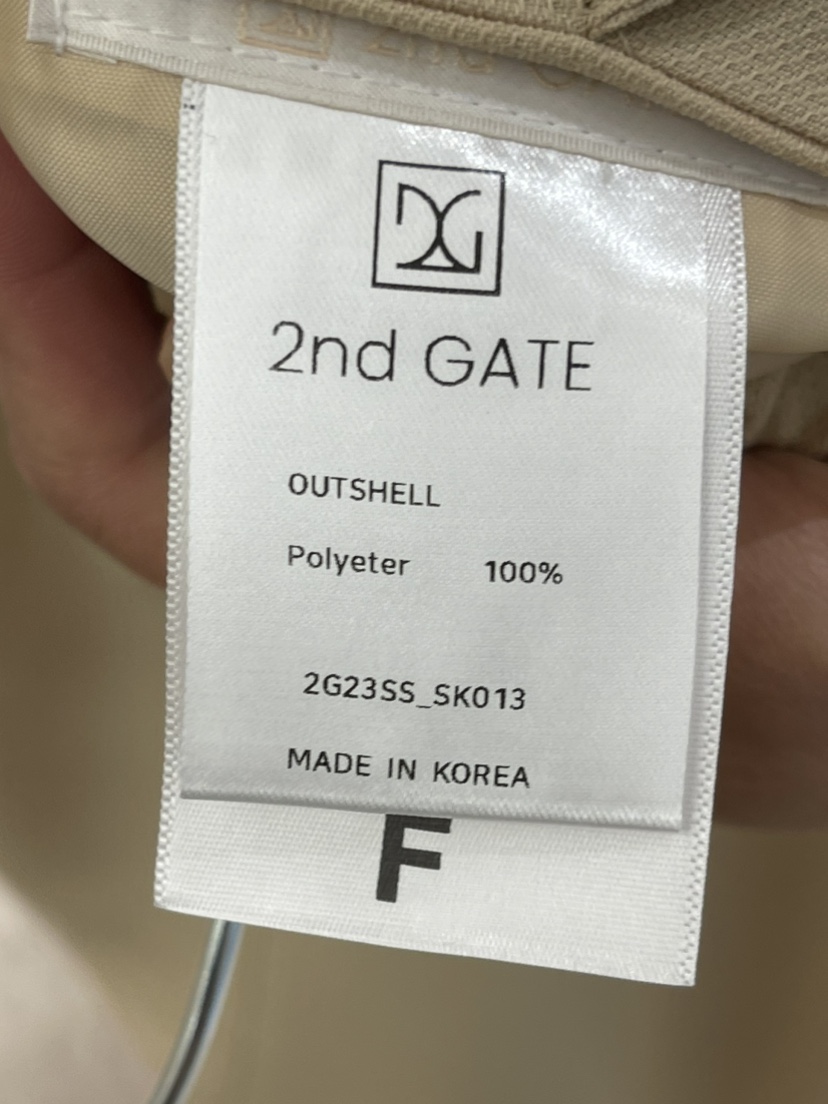 2nd GATE
OUTSHELL
Polyeter 100%
2G23SS_SK013
MADE IN KOREA
F